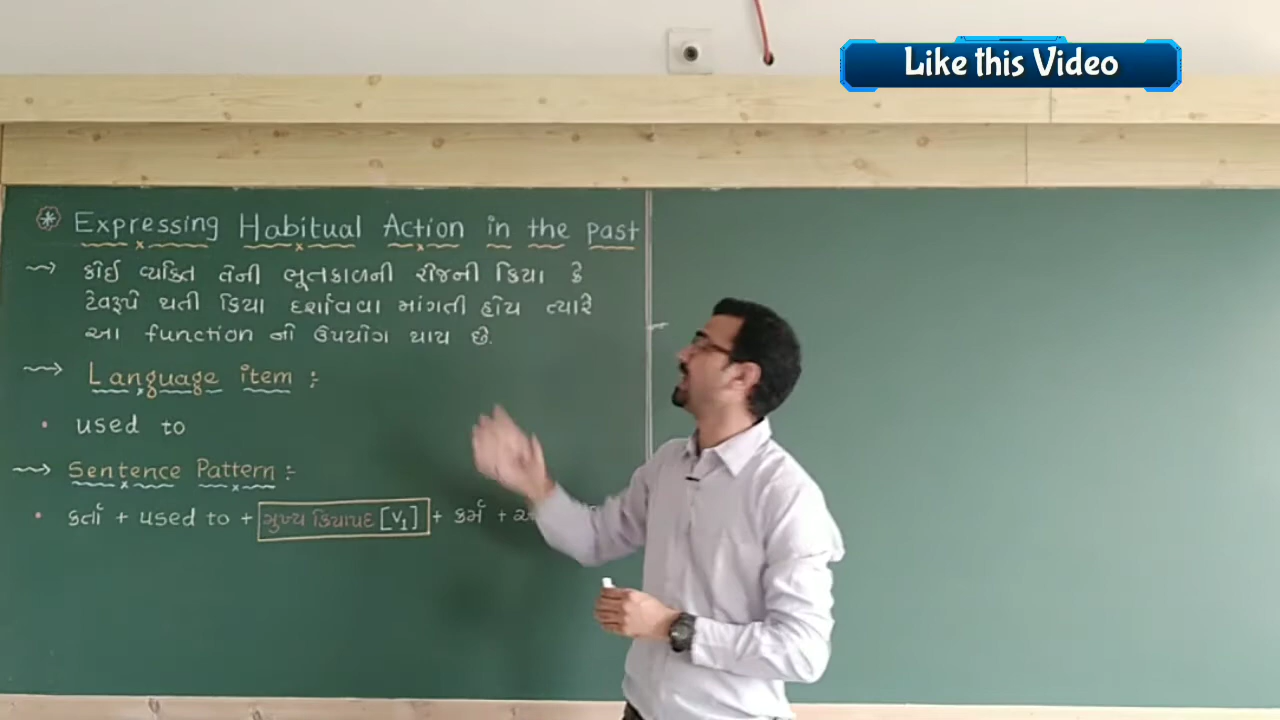 Like this Video
Expressing Habitual Action in the past
કોઈ વ્યક્તિ તેની ભૂતકાળની રોજની ક્રિયા કે
ટેવરૂપે થતી ક્રિયા દર્શાવવા માંગતી હોય ત્યારે
આ function નો ઉપયોગ થાય છે.
Language item :-
• used to
Sentence Pattern :-
• કર્તા + used to + મુખ્ય ક્રિયાપદ [V1] + કર્મ +